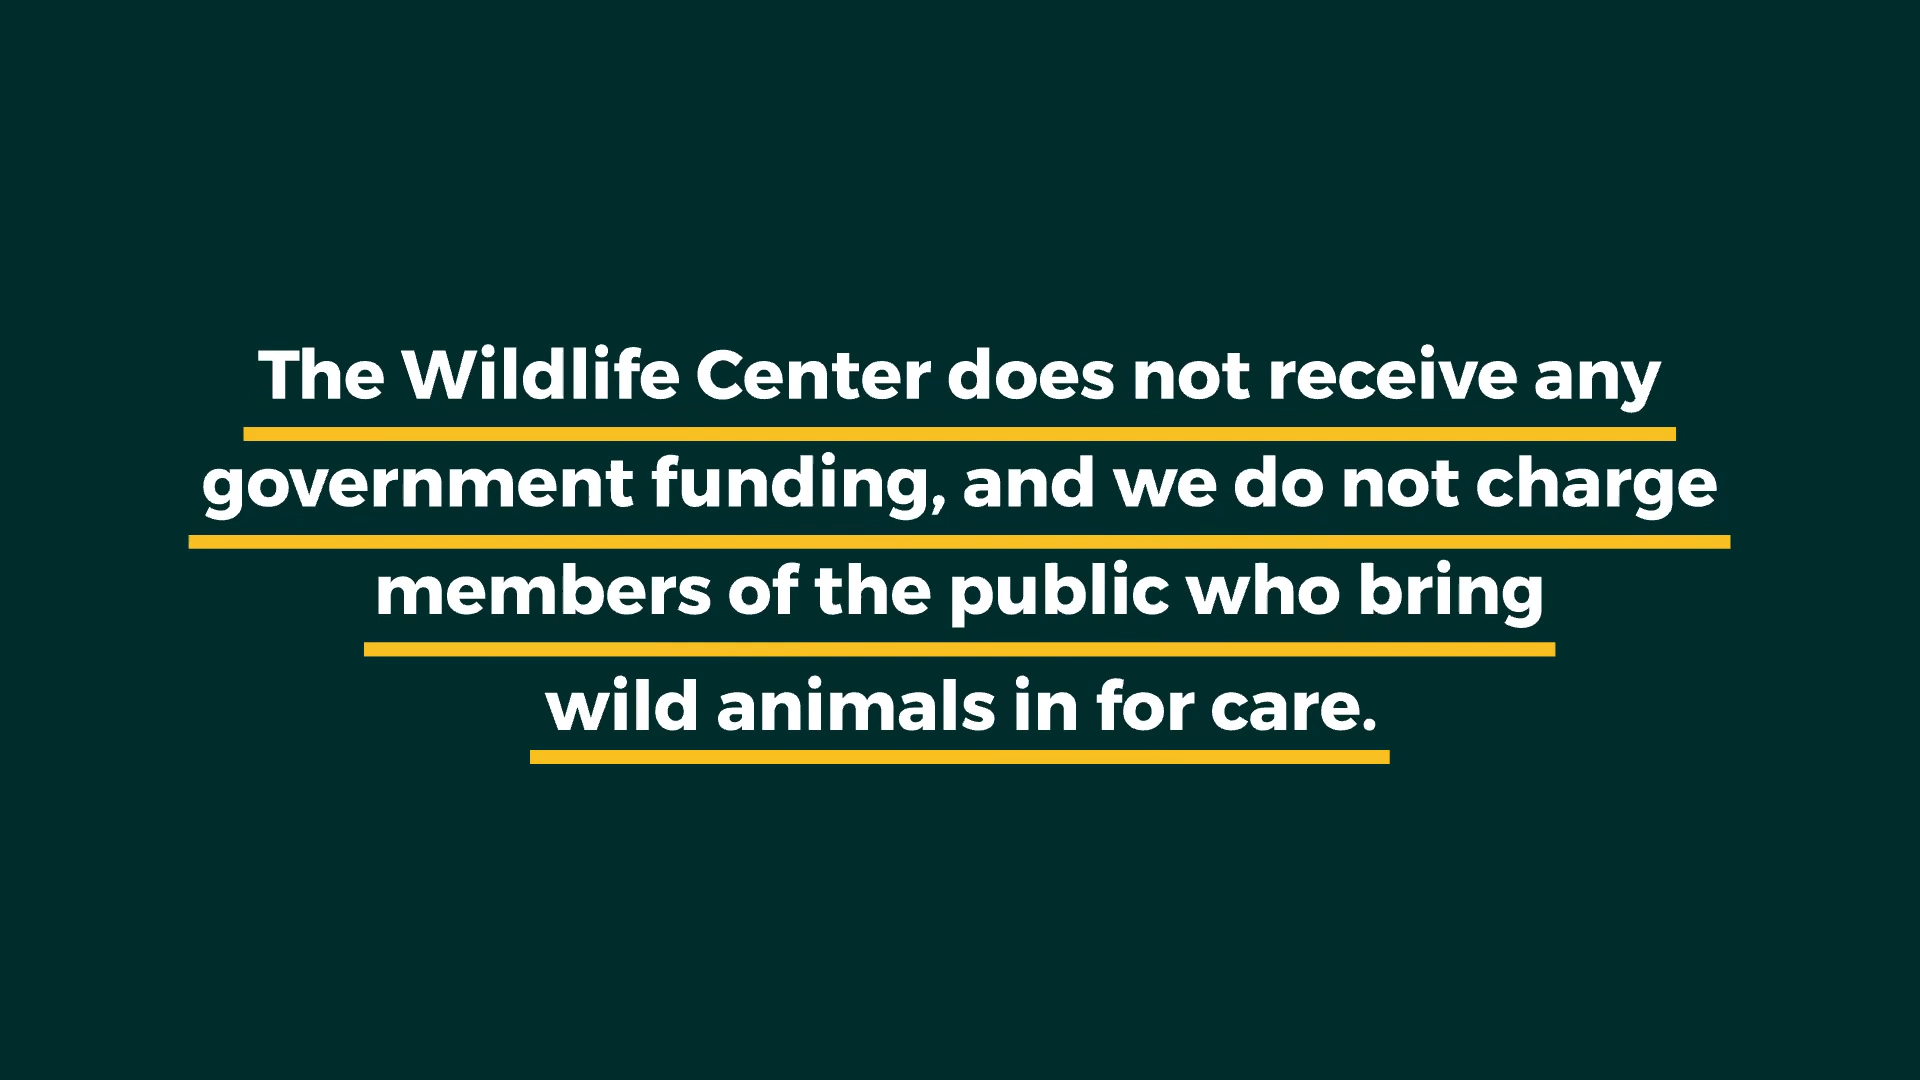 The Wildlife Center does not receive any
government funding, and we do not charge
members of the public who bring
wild animals in for care.